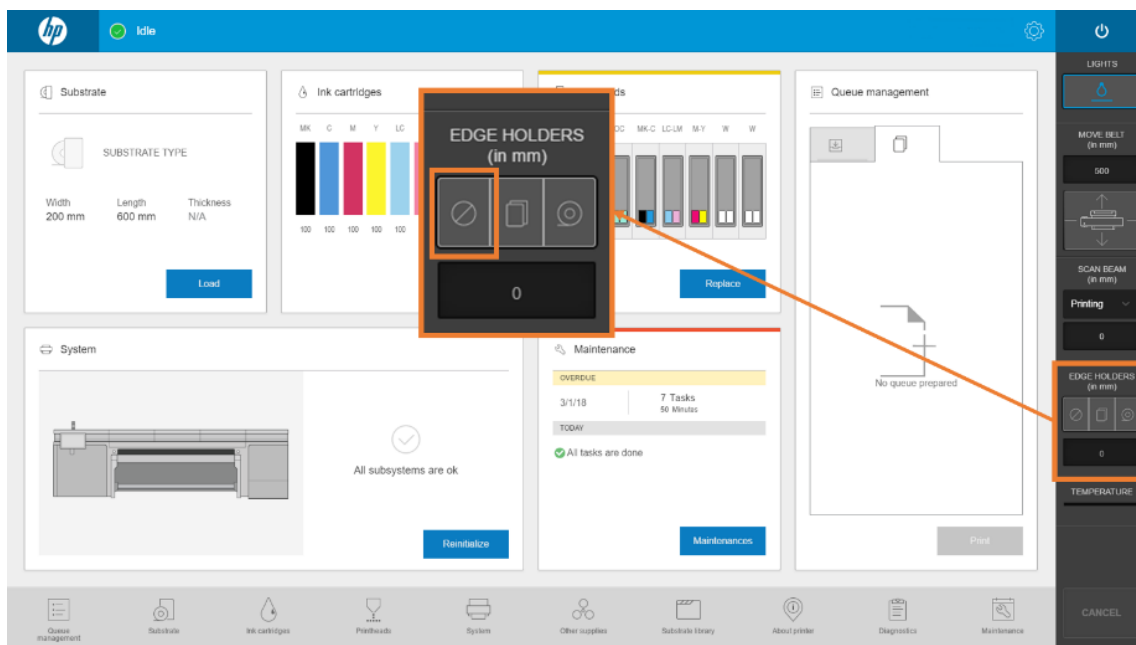 hp
Idle
Substrate
SUBSTRATE TYPE
Width
Length
Thickness
200 mm
600 mm
N/A
Load
Ink cartridges
MK
C
M
Y
LC
100
100
100
100
100
ds
MK-C
LC-LM
M-Y
W
W
Replace
EDGE HOLDERS
(in mm)
0
Queue management
No queue prepared
Print
System
All subsystems are ok
Reinitialize
Maintenance
OVERDUE
3/1/18
7 Tasks
50 Minutes
TODAY
All tasks are done
Maintenances
LIGHTS
MOVE BELT
(in mm)
500
SCAN BEAM
(in mm)
Printing
0
EDGE HOLDERS
(in mm)
0
TEMPERATURE
CANCEL
Queue
management
Substrate
Ink cartridges
Printheads
System
Other supplies
Substrate library
About printer
Diagnostics
Maintenance